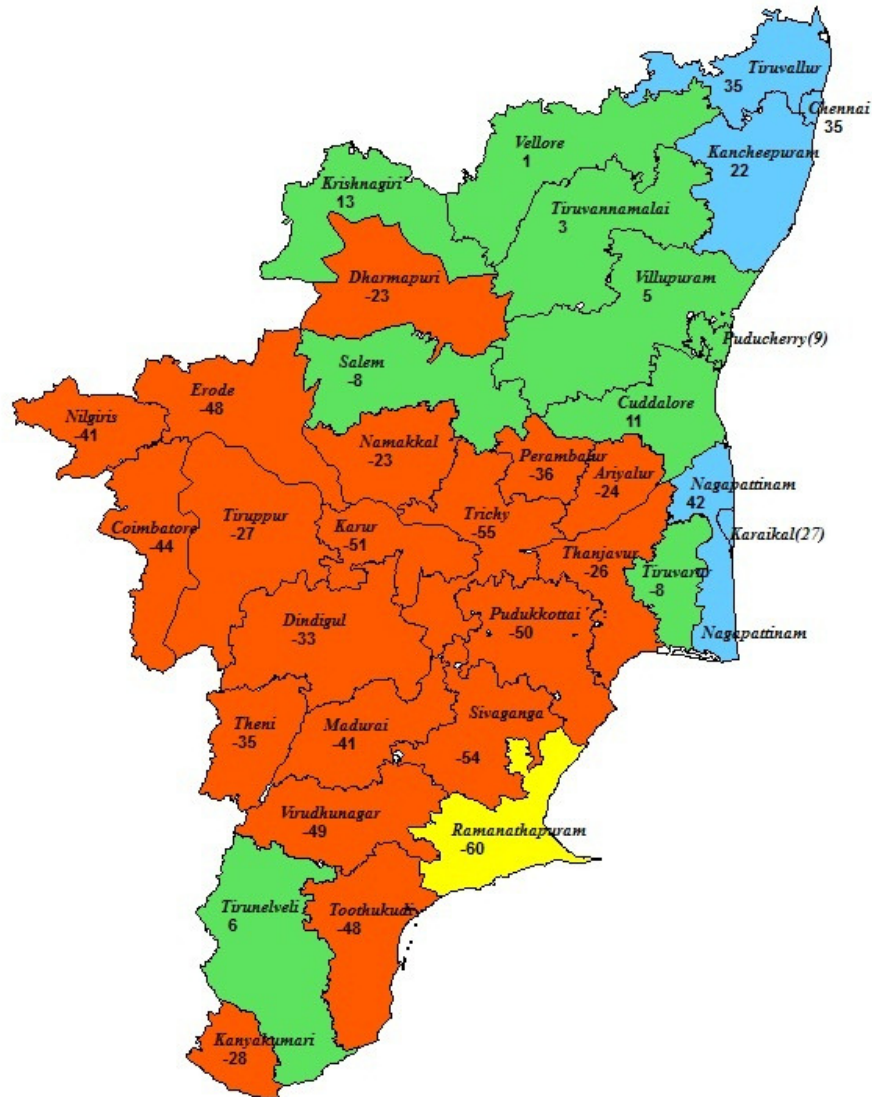 Tiruvallur
35
Chennai
35
Kancheepuram
22
Vellore
1
Krishnagiri
13
Tiruvannamalai
3
Dharmapuri
-23
Villupuram
5
Puducherry(9)
Salem
-8
Erode
-48
Cuddalore
11
Nilgiris
-41
Namakkal
-23
Perambalur
-36
Ariyalur
-24
Nagapattinam
42
Coimbatore
-44
Tiruppur
-27
Karur
-51
Trichy
-55
Karaikal(27)
Thanjavur
-26
Tiruvarur
-8
Dindigul
-33
Pudukkottai
-50
Nagapattinam
Theni
-35
Madurai
-41
Sivaganga
-54
Virudhunagar
-49
Ramanathapuram
-60
Tirunelveli
6
Toothukudi
-48
Kanyakumari
-28